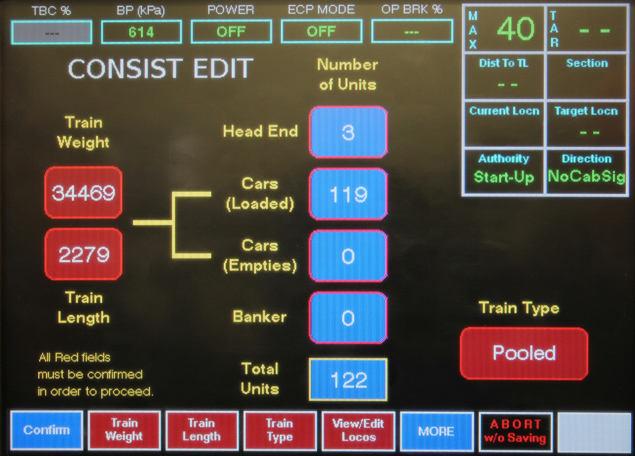 TBC %
BP (kPa)
POWER
ECP MODE
OP BRK %
---
614
OFF
OFF
---
MAX
40
TAR
--
Dist To TL
Section
--
Current Locn
Target Locn
--
Authority
Direction
Start-Up
NoCabSig
CONSIST EDIT
Number
of Units
Train
Weight
34469
2279
Train
Length
Head End
3
Cars
(Loaded)
119
Cars
(Empties)
0
Banker
0
Total
Units
122
Train Type
Pooled
All Red fields
must be confirmed
in order to proceed.
Confirm
Train
Weight
Train
Length
Train
Type
View/Edit
Locos
MORE
ABORT
w/o Saving